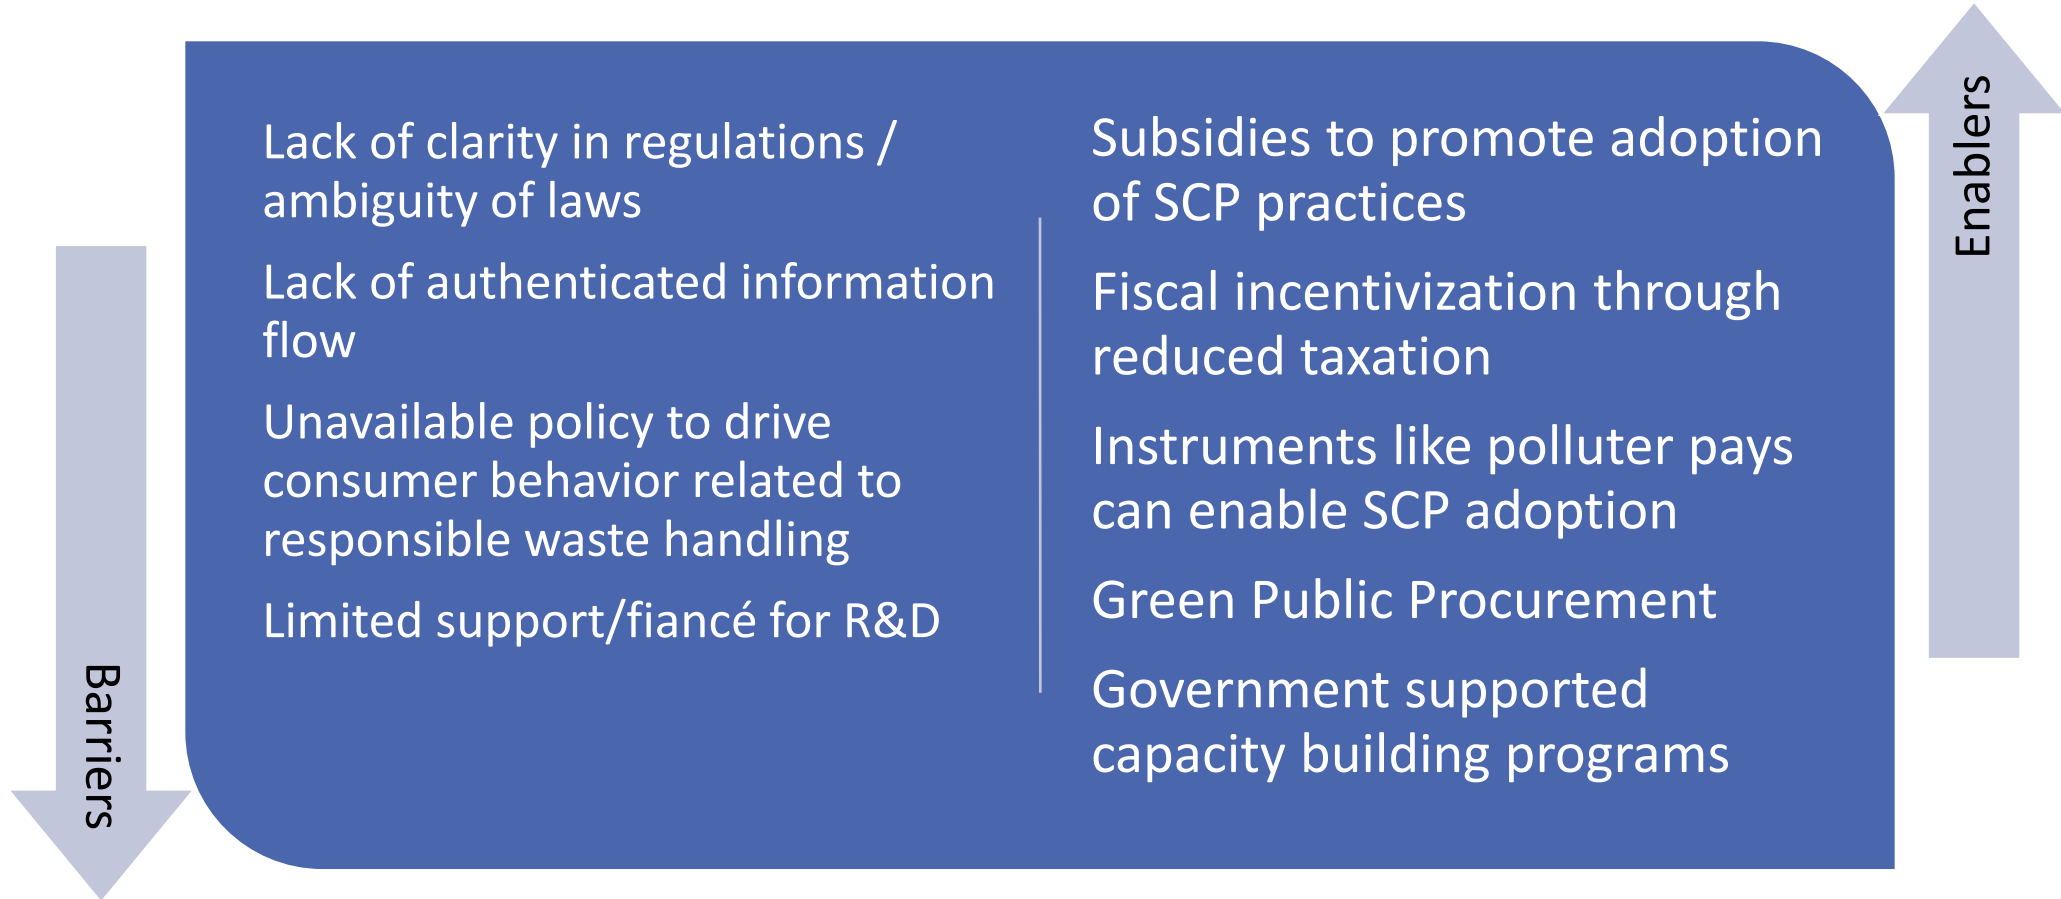 Barriers
Lack of clarity in regulations /
ambiguity of laws
Lack of authenticated information
flow
Unavailable policy to drive
consumer behavior related to
responsible waste handling
Limited support/fiancé for R&D
Subsidies to promote adoption
of SCP practices
Fiscal incentivization through
reduced taxation
Instruments like polluter pays
can enable SCP adoption
Green Public Procurement
Government supported
capacity building programs
Enablers